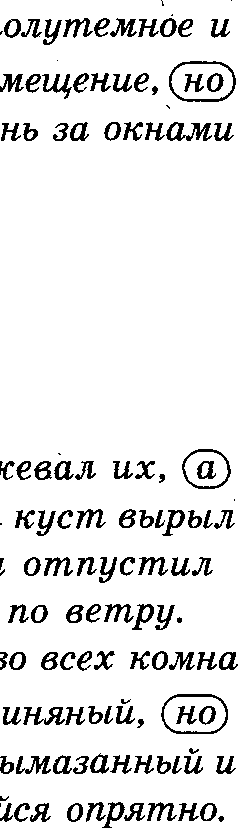 олутемное и
мещение, но
нь за окнами
жевал их, а
куст вырыл
отпустил
по ветру.
во всех комна
иняный, но
ымазанный и
йся опрятно.